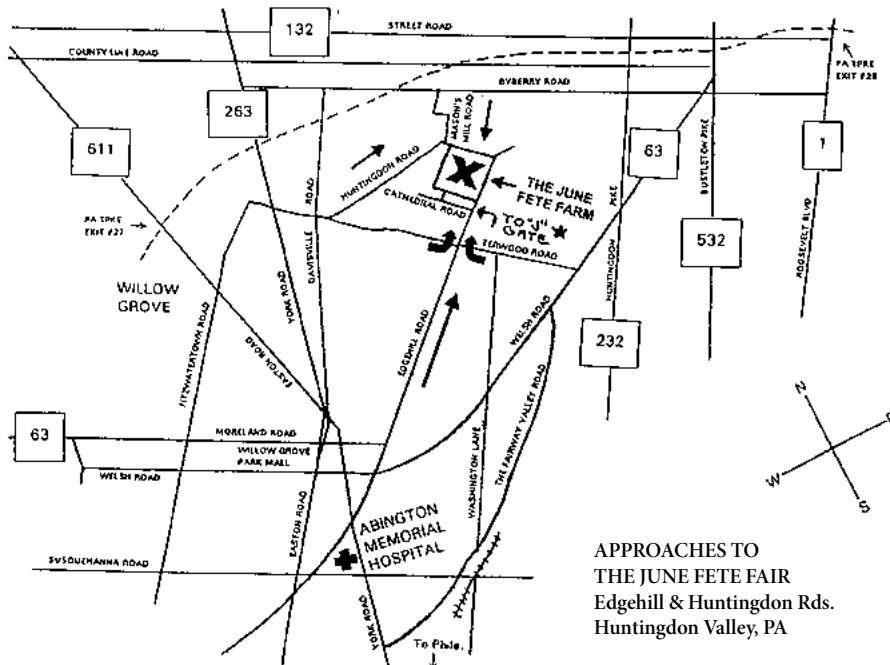 STREET ROAD
132
COUNTY LINE ROAD
PA TPKE
EXIT #28
BYBERRY ROAD
263
MASON'S
MILL ROAD
611
63
1
HUNTINGDON ROAD
PIKE
BUSTLETON PIKE
THE JUNE
FETE FARM
CATHEDRAL ROAD
TO "J"
GATE
ROAD
DAVISVILLE
PA TPKE
EXIT #27
TERWOOD ROAD
532
ROOSEVELT BLVD
HUNTINGDON
WILLOW
GROVE
YORK ROAD
FITZWATERTOWN ROAD
EASTON ROAD
EDGEHILL ROAD
WELSH ROAD
232
THE FAIRWAY VALLEY ROAD
N
W
S
63
MORELAND ROAD
WILLOW GROVE
PARK MALL
WELSH ROAD
WASHINGTON LANE
EASTON ROAD
ABINGTON
MEMORIAL
HOSPITAL
SUSQUEHANNA ROAD
YORK ROAD
To Phila.
APPROACHES TO
THE JUNE FETE FAIR
Edgehill & Huntingdon Rds.
Huntingdon Valley, PA